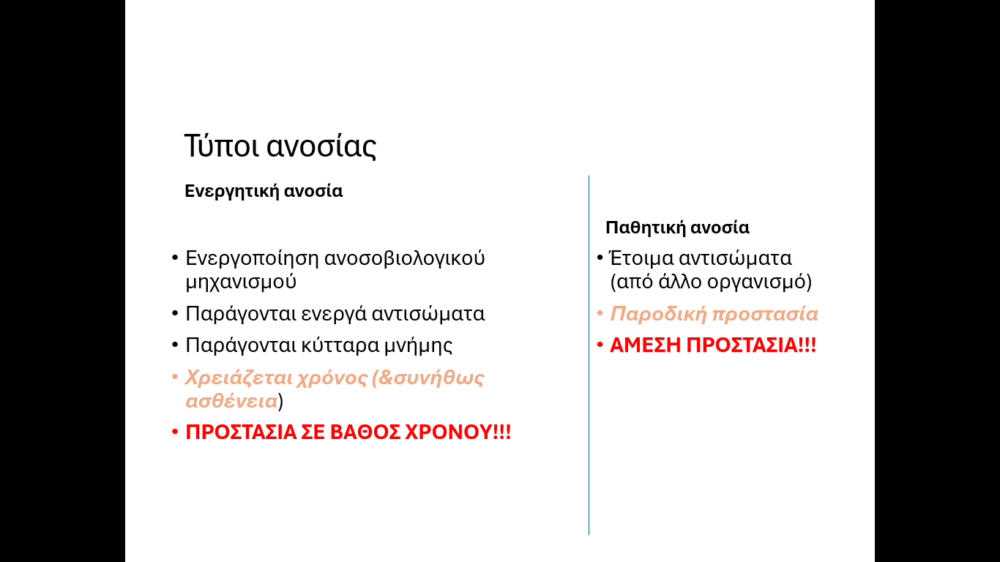 Τύποι ανοσίας
Ενεργητική ανοσία
• Ενεργοποίηση ανοσοβιολογικού
μηχανισμού
• Παράγονται ενεργά αντισώματα
• Παράγονται κύτταρα μνήμης
• Χρειάζεται χρόνος (&συνήθως
ασθένεια)
• ΠΡΟΣΤΑΣΙΑ ΣΕ ΒΑΘΟΣ ΧΡΟΝΟΥ!!!
Παθητική ανοσία
• Έτοιμα αντισώματα
(από άλλο οργανισμό)
• Παροδική προστασία
• ΑΜΕΣΗ ΠΡΟΣΤΑΣΙΑ!!!